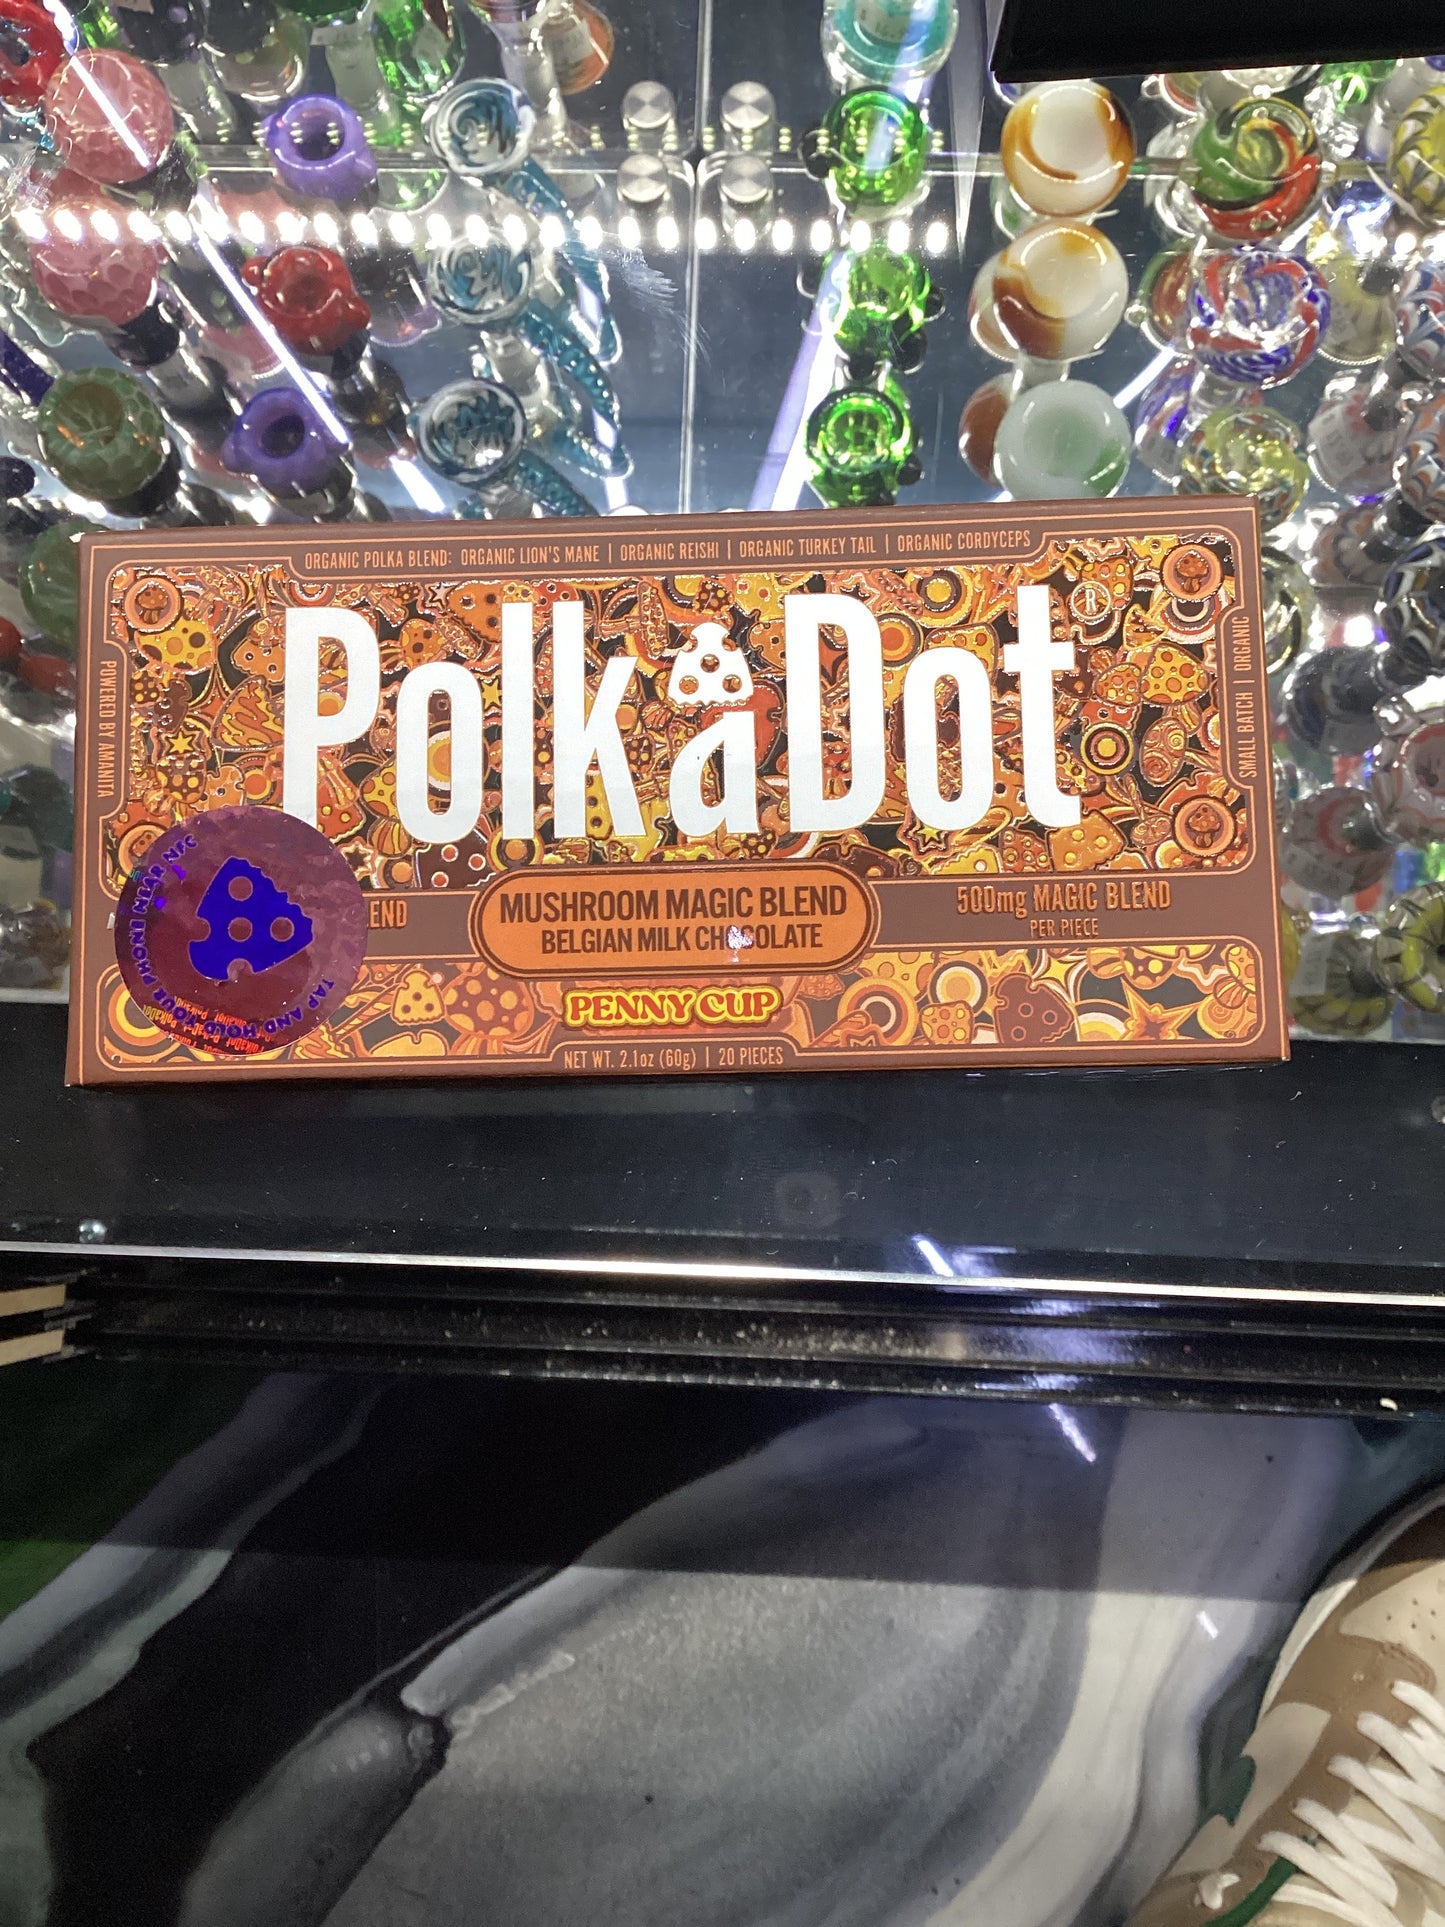 ORGANIC POLKA BLEND: ORGANIC LION'S MANE | ORGANIC REISHI | ORGANIC TURKEY TAIL | ORGANIC CORDYCEPS
PolkaDot
R
POWERED BY AMANITA
SMALL BATCH | ORGANIC
TAP AND HOLD YOUR PHONE NEAR NFC
END
MUSHROOM MAGIC BLEND
BELGIAN MILK CHOCOLATE
500mg MAGIC BLEND
PER PIECE
PENNY CUP
NET WT. 2.1oz (60g) | 20 PIECES